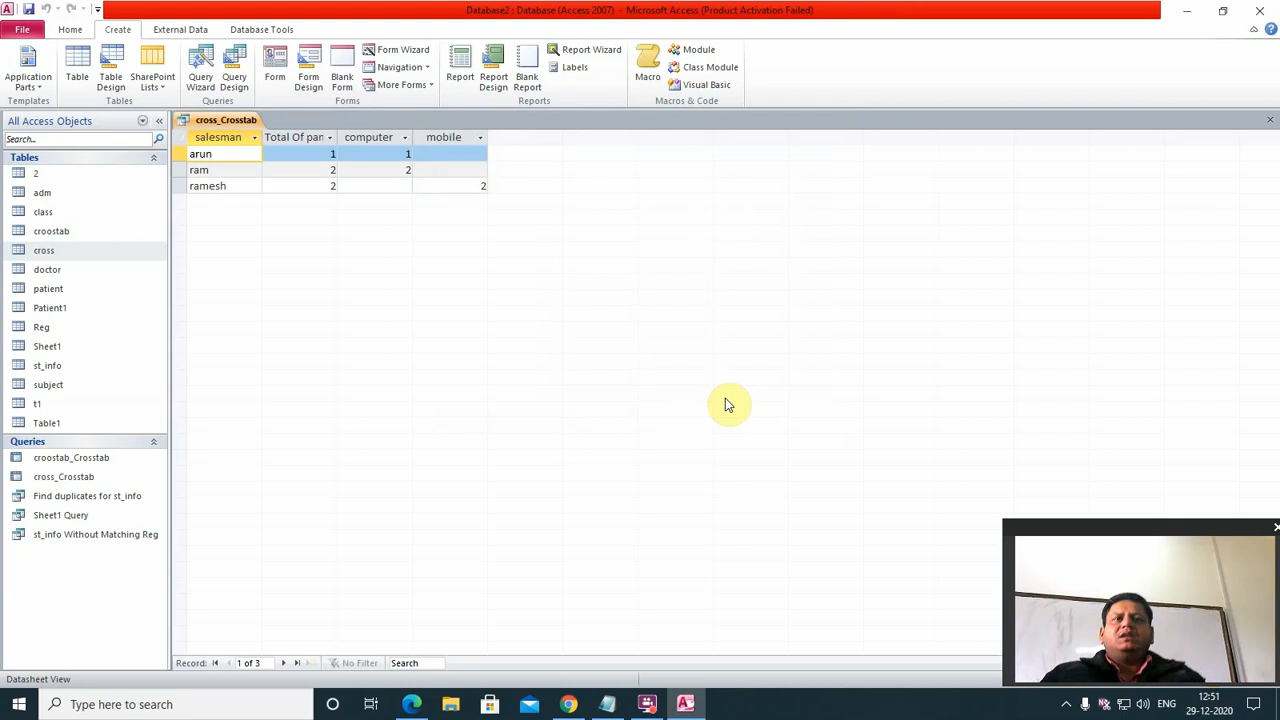 Database2 : Database (Access 2007) - Microsoft Access (Product Activation Failed)
File Home Create External Data Database Tools
Application Parts
Table
Table Design
SharePoint Lists
Query Wizard
Query Design
Form
Form Design
Blank Form
Form Wizard
Navigation
More Forms
Report
Report Design
Blank Report
Report Wizard
Labels
Macro
Module
Class Module
Visual Basic
Templates Tables Queries Forms Reports Macros & Code
All Access Objects
Search...
Tables
2
adm
class
croostab
cross
doctor
patient
Patient1
Reg
Sheet1
st_info
subject
t1
Table1
Queries
croostab_Crosstab
cross_Crosstab
Find duplicates for st_info
Sheet1 Query
st_info Without Matching Reg
cross_Crosstab
salesman Total Of par computer mobile
arun 1 1
ram 2 2
ramesh 2 2
Record: 1 of 3 No Filter Search
Datasheet View
Type here to search
ENG
12:51
29-12-2020